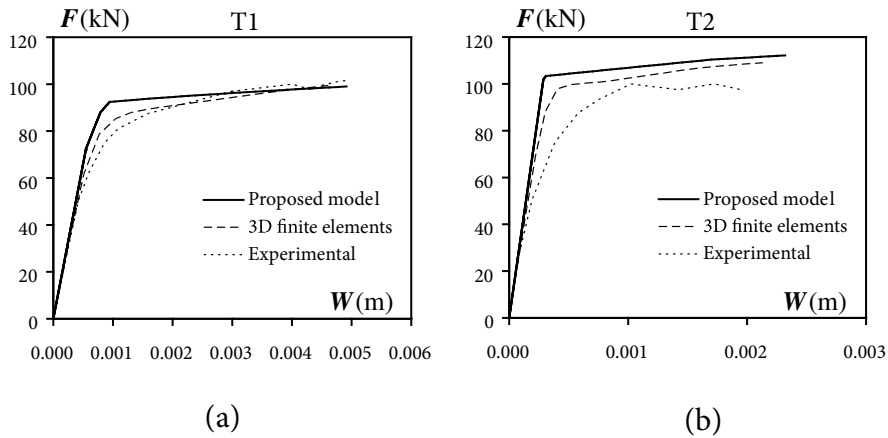 F(kN)
T1
120
100
80
60
40
20
0
Proposed model
3D finite elements
Experimental
W(m)
0.000 0.001 0.002 0.003 0.004 0.005 0.006
(a)
F(kN)
T2
120
100
80
60
40
20
0
Proposed model
3D finite elements
Experimental
W(m)
0.000 0.001 0.002 0.003
(b)